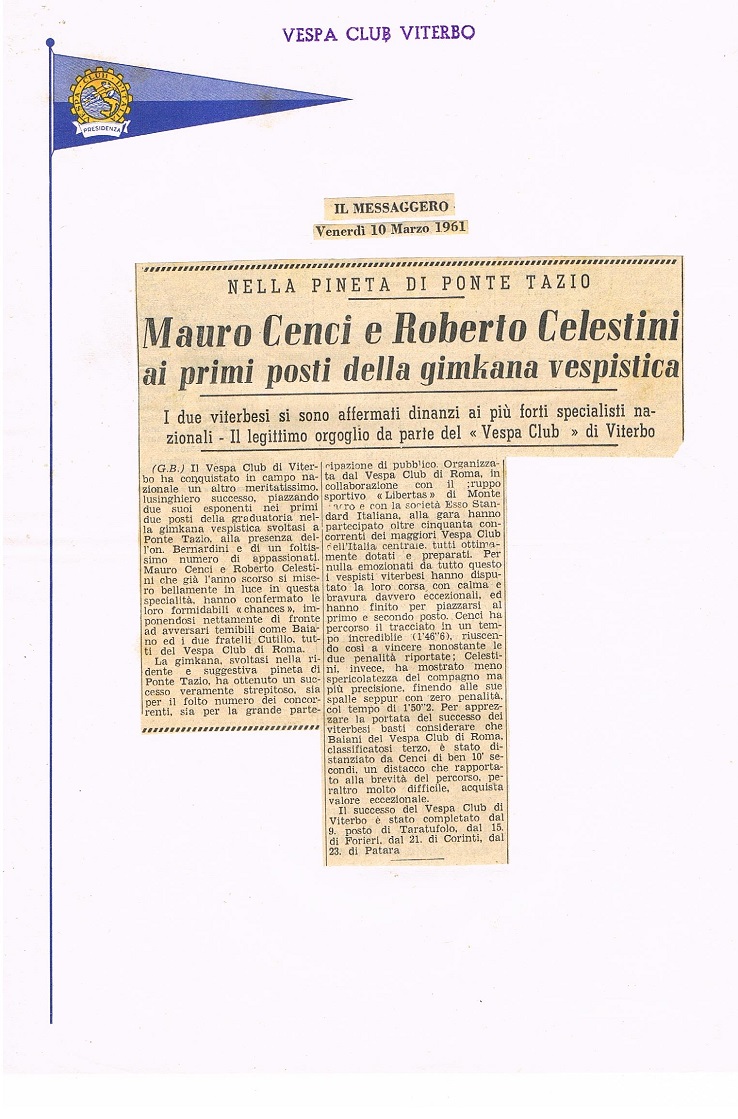 VESPA CLUB VITERBO
VESPA CLUB D'ITALIA
PRESIDENZA
IL MESSAGGERO
Venerdì 10 Marzo 1961
NELLA PINETA DI PONTE TAZIO
Mauro Cenci e Roberto Celestini
ai primi posti della gimkana vespistica
I due viterbesi si sono affermati dinanzi ai più forti specialisti na-
zionali - Il legittimo orgoglio da parte del « Vespa Club » di Viterbo
(G.B.) Il Vespa Club di Viter-
bo ha conquistato in campo na-
zionale un altro meritatissimo,
lusinghiero successo, piazzando
due suoi esponenti nei primi
due posti della graduatoria nel-
la gimkana vespistica svoltasi a
Ponte Tazio, alla presenza del-
l'on. Bernardini e di un foltis-
simo numero di appassionati.
Mauro Cenci e Roberto Celesti-
ni che già l'anno scorso si mise-
ro bellamente in luce in questa
specialità, hanno confermato le
loro formidabili « chances », im-
ponendosi nettamente di fronte
ad avversari temibili come Baia-
no ed i due fratelli Cutillo, tut-
ti del Vespa Club di Roma.
La gimkana, svoltasi nella ri-
dente e suggestiva pineta di
Ponte Tazio, ha ottenuto un suc-
cesso veramente strepitoso, sia
per il folto numero dei concor-
renti, sia per la grande parte-
cipazione di pubblico. Organizza-
ta dal Vespa Club di Roma, in
collaborazione con il gruppo
sportivo « Libertas » di Monte
e con la società Esso Stan-
dard Italiana, alla gara hanno
partecipato oltre cinquanta con-
correnti dei maggiori Vespa Club
dell'Italia centrale, tutti ottima-
mente dotati e preparati. Per
nulla emozionati da tutto questo
i vespisti viterbesi hanno dispu-
tato la loro corsa con calma e
bravura davvero eccezionali, ed
hanno finito per piazzarsi al
primo e secondo posto. Cenci ha
percorso il tracciato in un tem-
po incredibile (1'46"6), riuscen-
do così a vincere nonostante le
due penalità riportate; Celesti-
ni, invece, ha mostrato meno
spericolatezza del compagno ma
più precisione, finendo alle sue
spalle seppur con zero penalità,
col tempo di 1'50"2. Per apprez-
zare la portata del successo dei
viterbesi basti considerare che
Baiani del Vespa Club di Roma,
classificatosi terzo, è stato di-
stanziato da Cenci di ben 10' se-
condi, un distacco che rapporta-
to alla brevità del percorso, pe-
raltro molto difficile, acquista
valore eccezionale.
Il successo del Vespa Club di
Viterbo è stato completato dal
9. posto di Taratufolo, dal 15.
di Forieri, dal 21. di Corinti, dal
23. di Patara